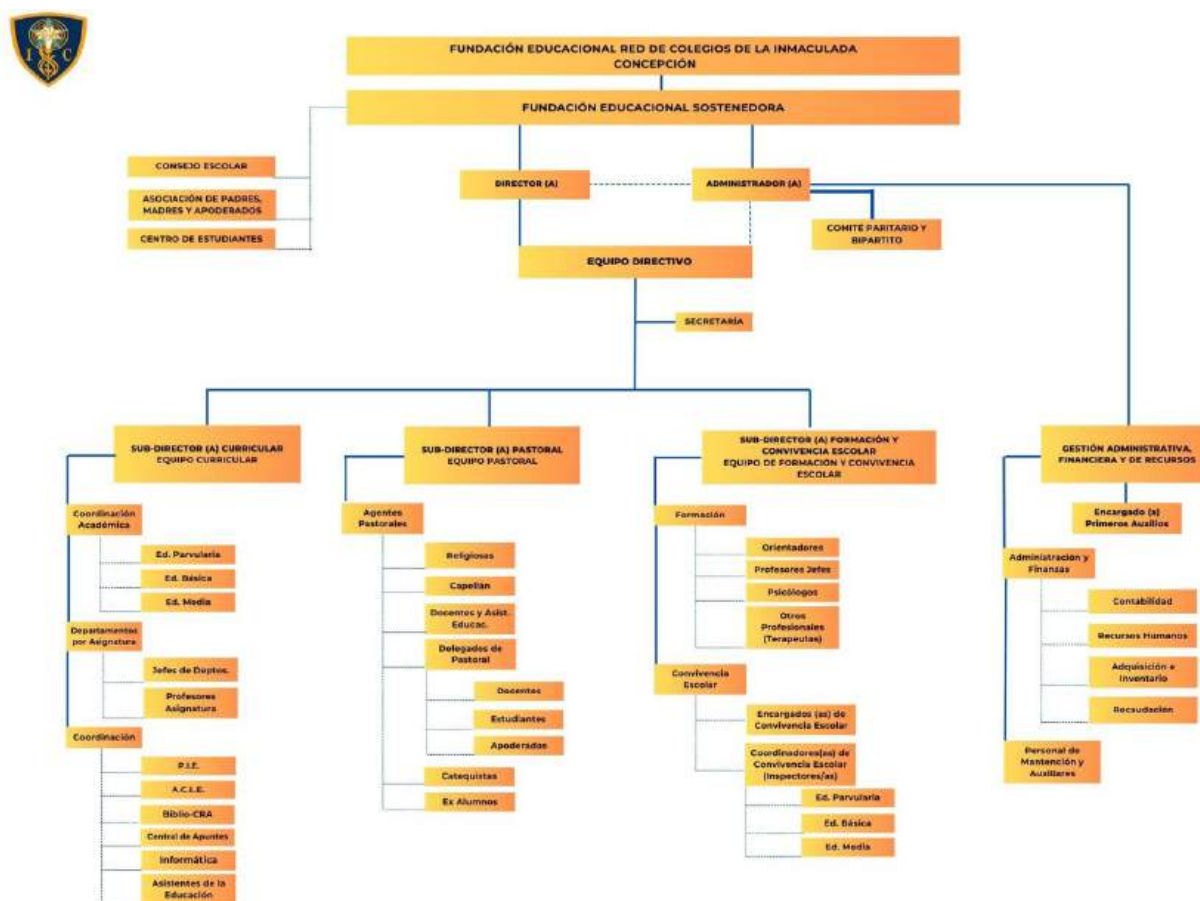 I C
FUNDACIÓN EDUCACIONAL RED DE COLEGIOS DE LA INMACULADA
CONCEPCIÓN
FUNDACIÓN EDUCACIONAL SOSTENEDORA
CONSEJO ESCOLAR
ASOCIACIÓN DE PADRES,
MADRES Y APODERADOS
CENTRO DE ESTUDIANTES
DIRECTOR (A)
ADMINISTRADOR (A)
COMITÉ PARITARIO Y
BIPARTITO
EQUIPO DIRECTIVO
SECRETARÍA
SUB-DIRECTOR (A) CURRICULAR
EQUIPO CURRICULAR
Coordinación
Académica
Ed. Parvularia
Ed. Básica
Ed. Media
Departamentos
por Asignatura
Jefes de Deptos.
Profesores
Asignatura
Coordinación
P.I.E.
A.C.L.E.
Biblio-CRA
Central de Apuntes
Informática
Asistentes de la
Educación
SUB-DIRECTOR (A) PASTORAL
EQUIPO PASTORAL
Agentes
Pastorales
Religiosas
Capellán
Docentes y Asist.
Educac.
Delegados de
Pastoral
Docentes
Estudiantes
Apoderados
Catequistas
Ex Alumnos
SUB-DIRECTOR (A) FORMACIÓN Y
CONVIVENCIA ESCOLAR
EQUIPO DE FORMACIÓN Y CONVIVENCIA
ESCOLAR
Formación
Orientadores
Profesores Jefes
Psicólogos
Otros
Profesionales
(Terapeutas)
Convivencia
Escolar
Encargados (as) de
Convivencia Escolar
Coordinadores(as) de
Convivencia Escolar
(Inspectores/as)
Ed. Parvularia
Ed. Básica
Ed. Media
GESTIÓN ADMINISTRATIVA,
FINANCIERA Y DE RECURSOS
Encargado (a)
Primeros Auxilios
Administración y
Finanzas
Contabilidad
Recursos Humanos
Adquisición e
Inventario
Recaudación
Personal de
Mantención y
Auxiliares